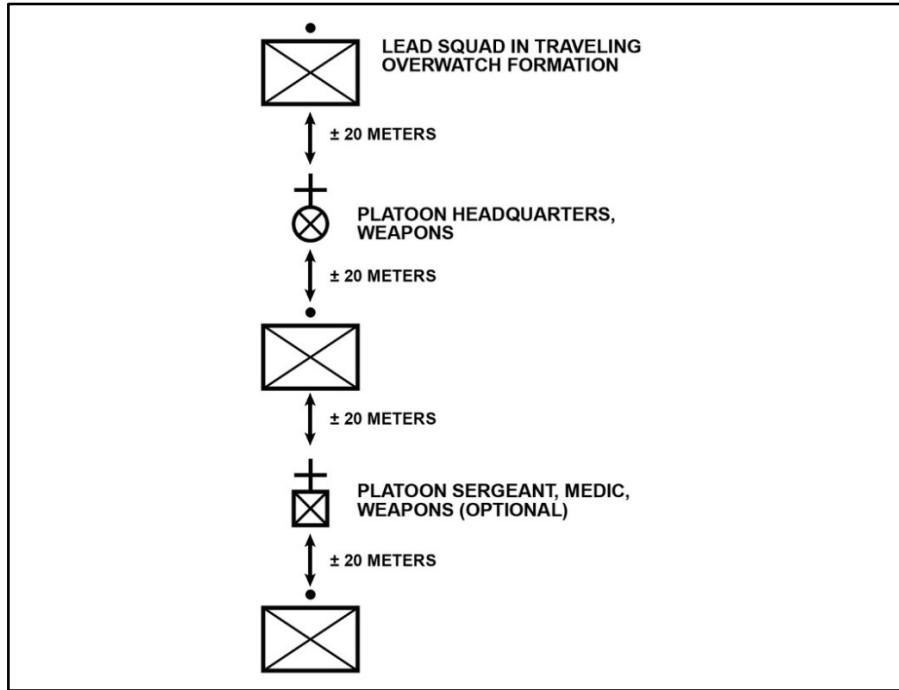 LEAD SQUAD IN TRAVELING
OVERWATCH FORMATION
± 20 METERS
PLATOON HEADQUARTERS,
WEAPONS
± 20 METERS
± 20 METERS
PLATOON SERGEANT, MEDIC,
WEAPONS (OPTIONAL)
± 20 METERS